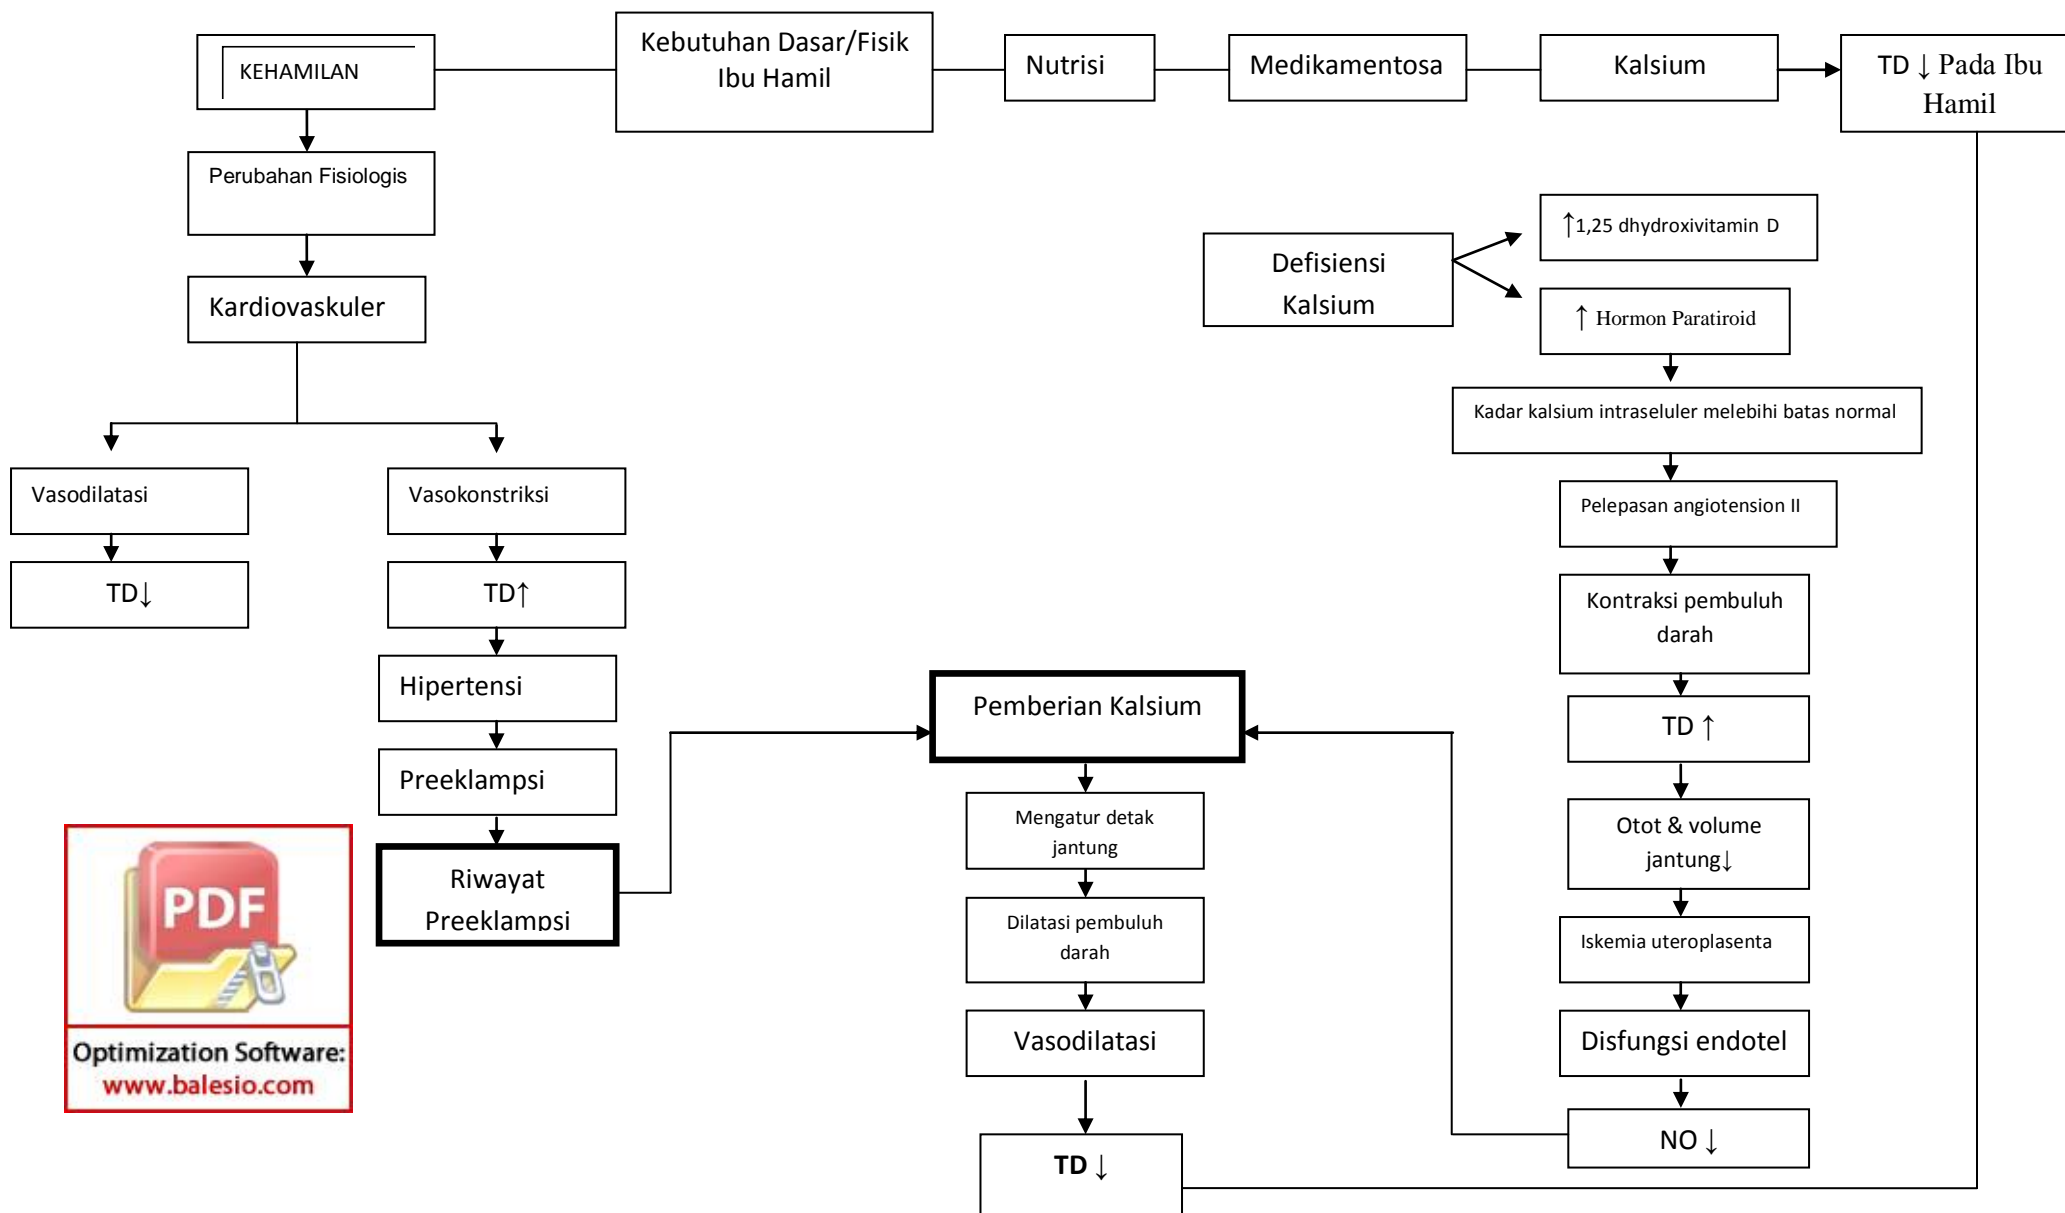 KEHAMILAN
Kebutuhan Dasar/Fisik
Ibu Hamil
Nutrisi
Medikamentosa
Kalsium
TD ↓ Pada Ibu
Hamil
Perubahan Fisiologis
Kardiovaskuler
Vasodilatasi
TD↓
Vasokonstriksi
TD↑
Hipertensi
Preeklampsi
Riwayat
Preeklampsi
Pemberian Kalsium
Mengatur detak
jantung
Dilatasi pembuluh
darah
Vasodilatasi
TD ↓
Defisiensi
Kalsium
↑1,25 dhydroxivitamin D
↑ Hormon Paratiroid
Kadar kalsium intraseluler melebihi batas normal
Pelepasan angiotension II
Kontraksi pembuluh
darah
TD ↑
Otot & volume
jantung↓
Iskemia uteroplasenta
Disfungsi endotel
NO ↓
PDF
Optimization Software:
www.balesio.com